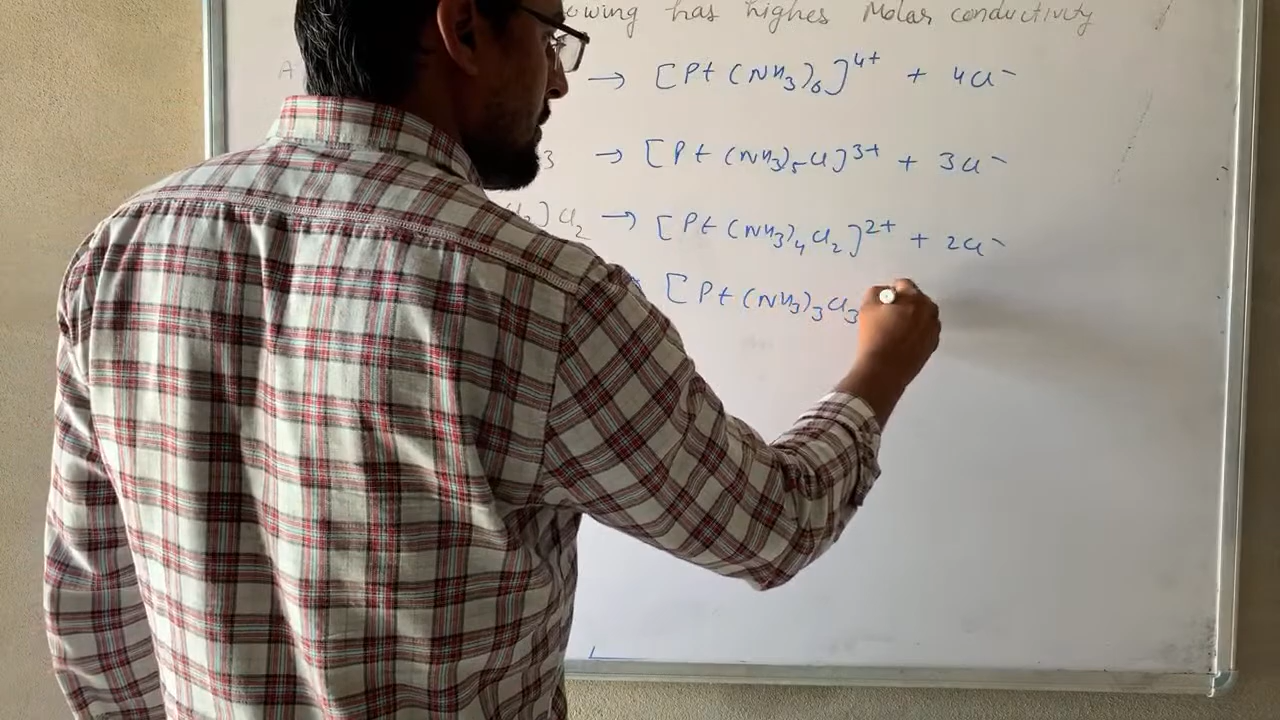 owing has highes Molar conductivity
A → [Pt(NH3)6]4+ + 4Cl-
3 → [Pt(NH3)5Cl]3+ + 3Cl-
Cl2)Cl2 → [Pt(NH3)4Cl2]2+ + 2Cl-
[Pt(NH3)3Cl3